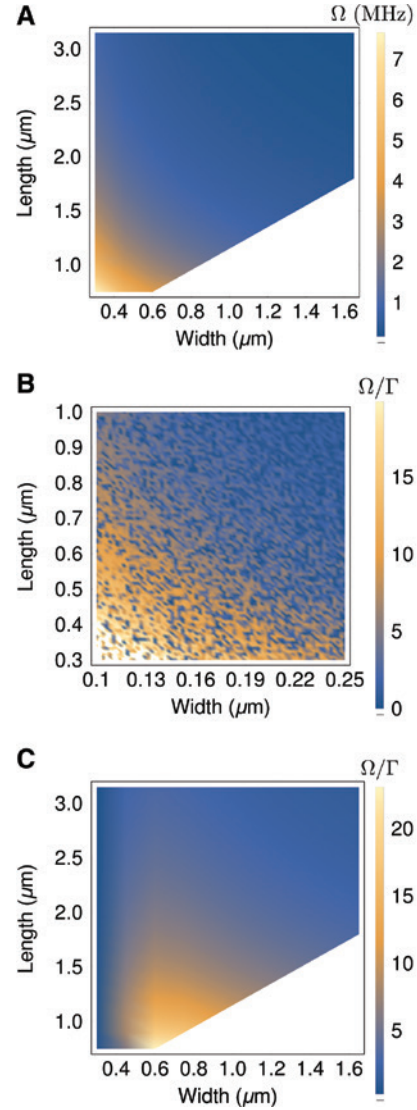 A
Ω (MHz)
3.0
2.5
2.0
1.5
1.0
Length (µm)
0.4 0.6 0.8 1.0 1.2 1.4 1.6
Width (µm)
7
6
5
4
3
2
1
B
Ω/Γ
1.0
0.9
0.8
0.7
0.6
0.5
0.4
0.3
Length (µm)
0.1 0.13 0.16 0.19 0.22 0.25
Width (µm)
15
10
5
0
C
Ω/Γ
3.0
2.5
2.0
1.5
1.0
Length (µm)
0.4 0.6 0.8 1.0 1.2 1.4 1.6
Width (µm)
20
15
10
5